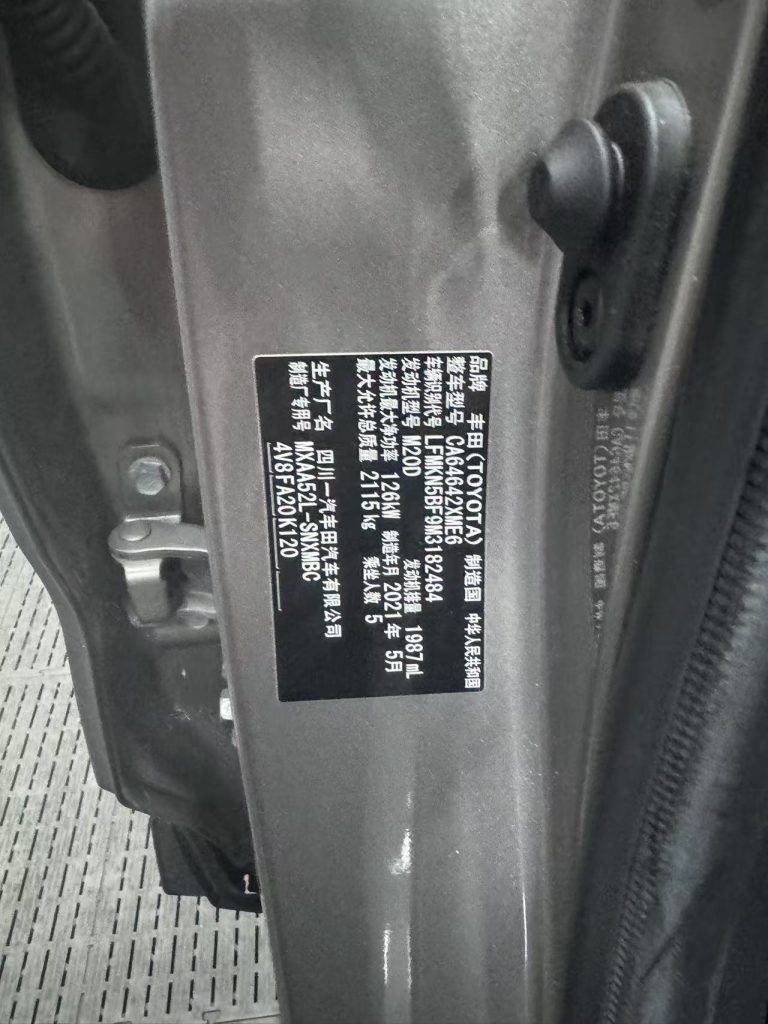 品牌 丰田(TOYOTA) 制造国 中华人民共和国
整车型号 CA64642XME6
车辆识别代号 LFMKN5BF9M3182484
发动机型号 M20D 发动机排量 1987mL
发动机最大净功率 126kW 制造年月 2021年 5月
最大允许总质量 2115kg 乘坐人数 5
生产厂名 四川一汽丰田汽车有限公司
制造厂专用号 MXAA52L-SNXMBC
4V8 FA20 K120